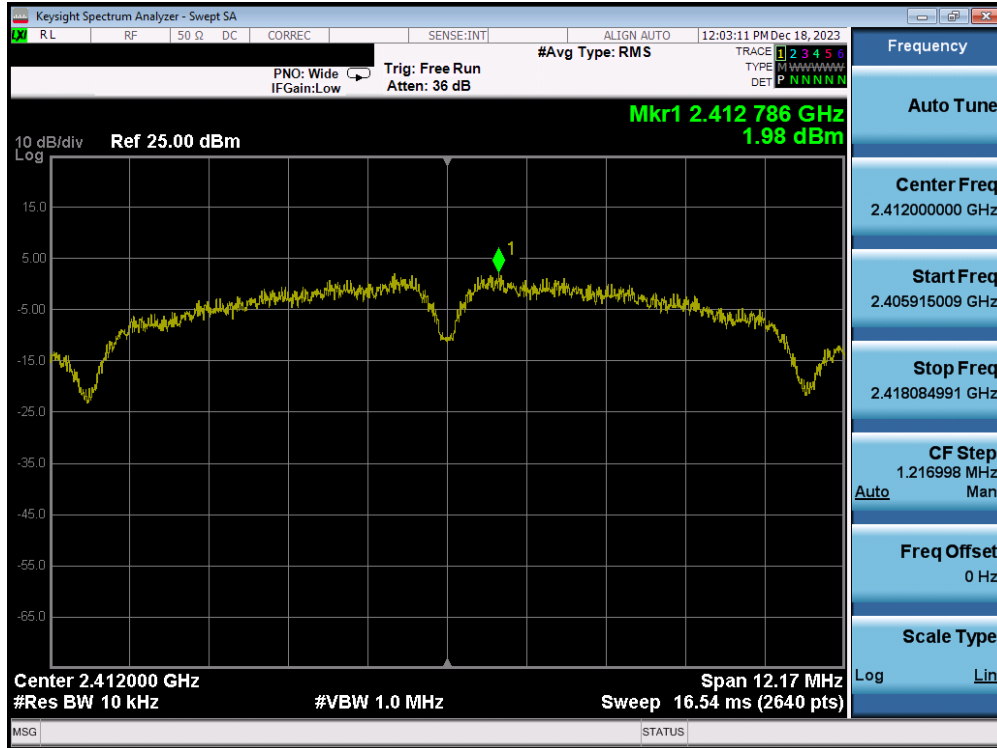 Keysight Spectrum Analyzer - Swept SA
LXI RL RF 50 Ω DC CORREC SENSE:INT ALIGN AUTO 12:03:11 PM Dec 18, 2023
PNO: Wide Trig: Free Run #Avg Type: RMS TRACE 1 2 3 4 5 6
IFGain:Low Atten: 36 dB TYPE M WWWWW
DET P N N N N N
Mkr1 2.412 786 GHz
1.98 dBm
10 dB/div Ref 25.00 dBm
Log
15.0
5.00
-5.00
-15.0
-25.0
-35.0
-45.0
-55.0
-65.0
1
Center 2.412000 GHz Span 12.17 MHz
#Res BW 10 kHz #VBW 1.0 MHz Sweep 16.54 ms (2640 pts)
MSG STATUS
Frequency
Auto Tune
Center Freq
2.412000000 GHz
Start Freq
2.405915009 GHz
Stop Freq
2.418084991 GHz
CF Step
1.216998 MHz
Auto Man
Freq Offset
0 Hz
Scale Type
Log Lin